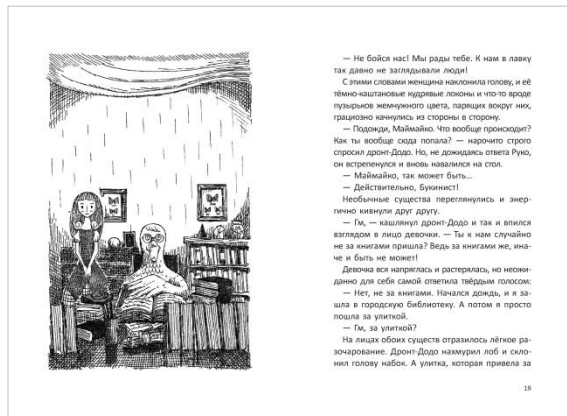 — Не бойся нас! Мы рады тебе. К нам в лавку
так давно не заглядывали люди!
С этими словами женщина наклонила голову, и её
тёмно-каштановые кудрявые локоны и что-то вроде
пузырьков жемчужного цвета, парящих вокруг них,
грациозно качнулись из стороны в сторону.
— Подожди, Маймайко. Что вообще происходит?
Как ты вообще сюда попала? — нарочито строго
спросил дронт-Додо. Но, не дожидаясь ответа Руко,
он встрепенулся и вновь навалился на стол.
— Маймайко, так может быть...
— Действительно, Букинист!
Необычные существа переглянулись и энер-
гично кивнули друг другу.
— Гм, — кашлянул дронт-Додо и так и впился
взглядом в лицо девочки. — Ты к нам случайно
не за книгами пришла? Ведь за книгами же, ина-
че и быть не может!
Девочка вся напряглась и растерялась, но неожи-
данно для себя самой ответила твёрдым голосом:
— Нет, не за книгами. Начался дождь, и я за-
шла в городскую библиотеку. А потом я просто
пошла за улиткой.
— Гм, за улиткой?
На лицах обоих существ отразилось лёгкое ра-
зочарование. Дронт-Додо нахмурил лоб и скло-
нил голову набок. А улитка, которая привела за
19